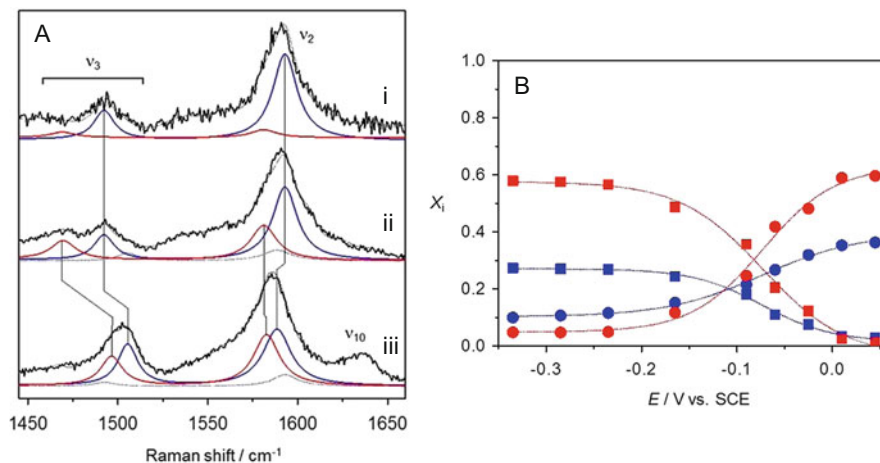 A
ν3
ν2
i
ii
iii
ν10
1450 1500 1550 1600 1650
Raman shift / cm-1
B
1.0
0.8
0.6
Xi
0.4
0.2
0.0
-0.3 -0.2 -0.1 0.0
E / V vs. SCE